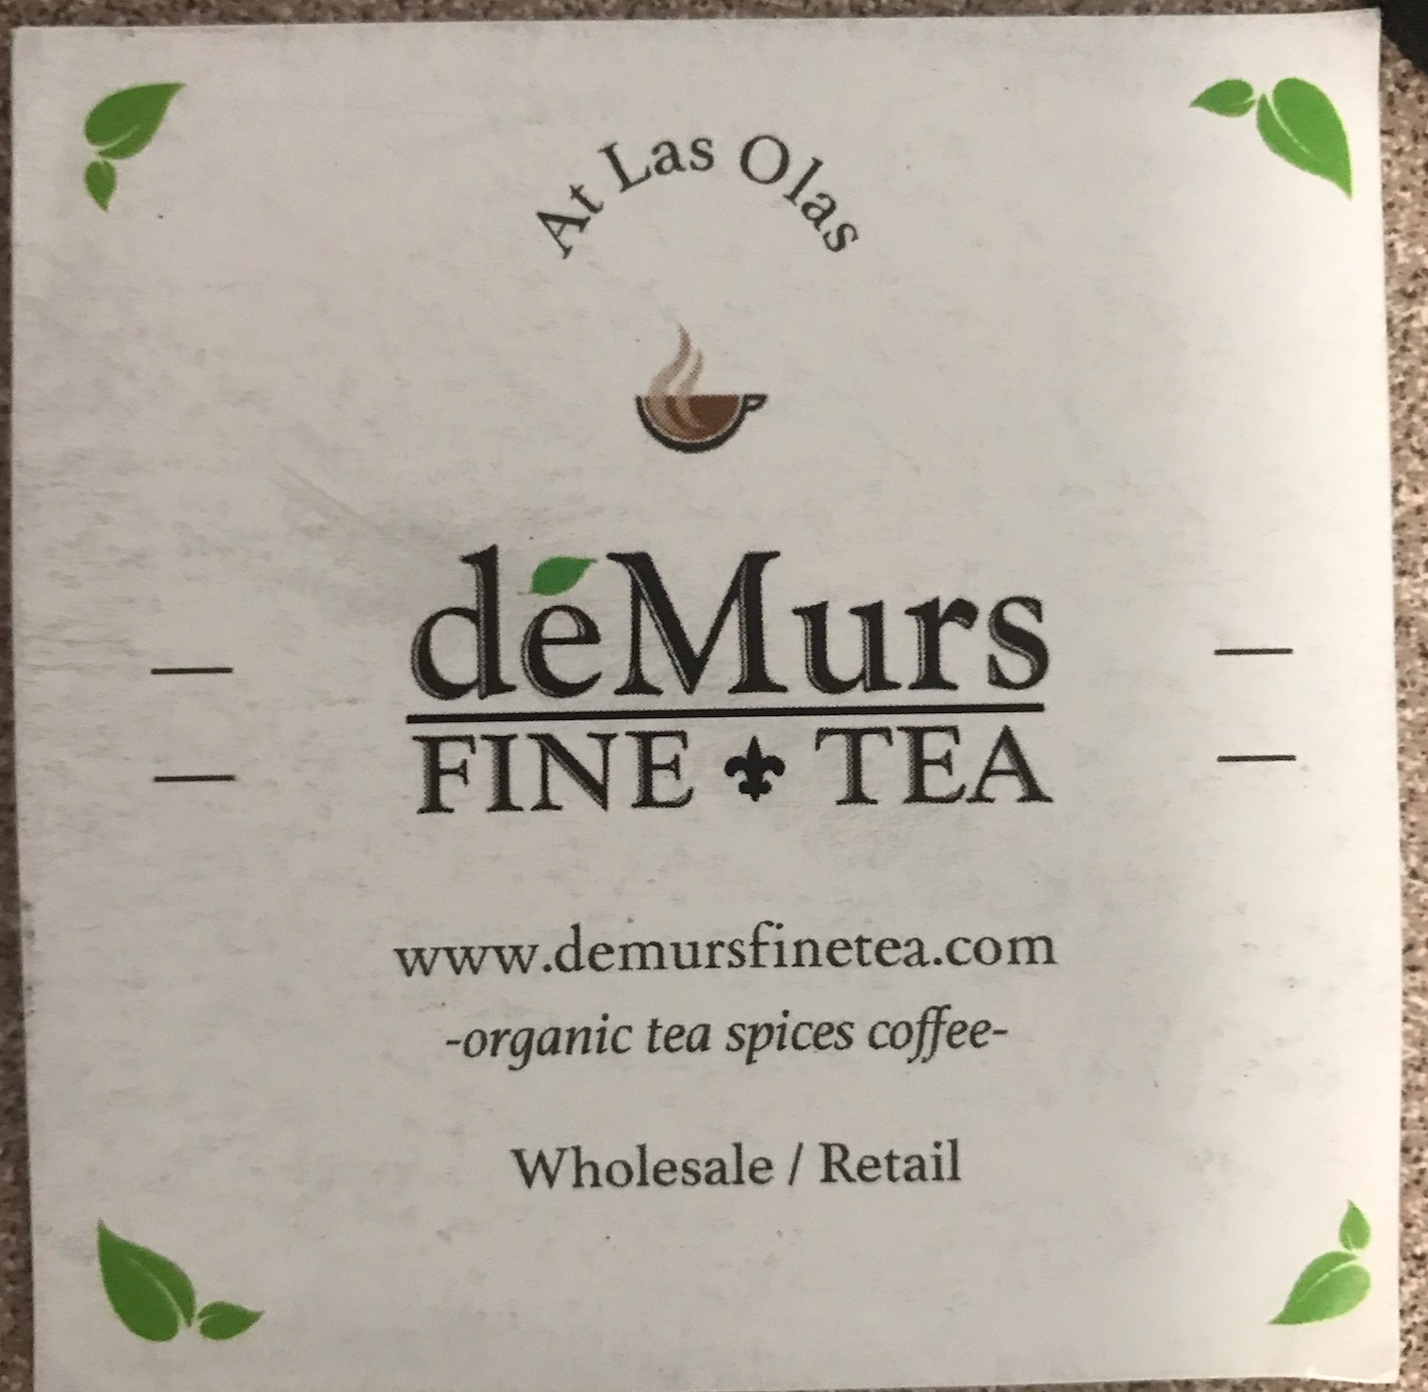 At Las Olas
déMurs
FINE TEA
www.demursfinetea.com
-organic tea spices coffee-
Wholesale / Retail